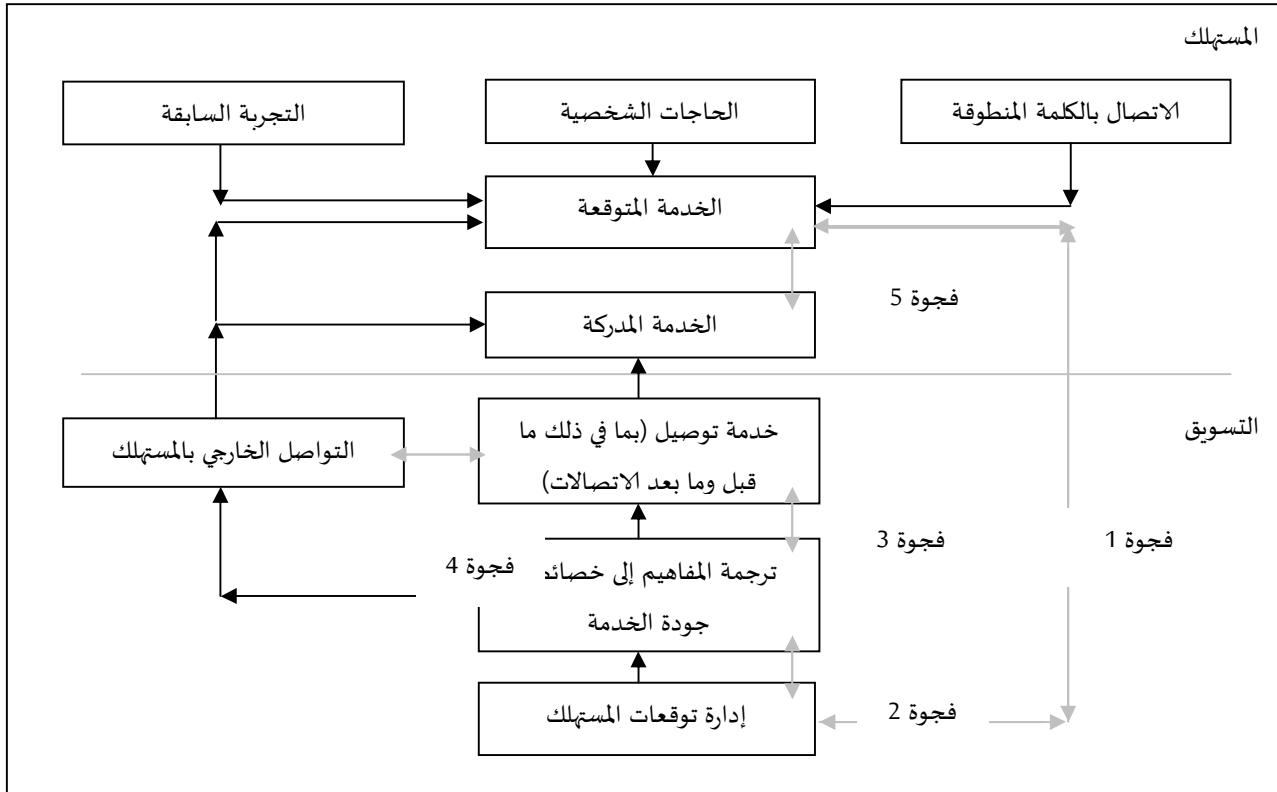 المستهلك
الاتصال بالكلمة المنطوقة
الحاجات الشخصية
التجربة السابقة
الخدمة المتوقعة
فجوة 5
الخدمة المدركة
التسويق
خدمة توصيل (بما في ذلك ما
قبل وما بعد الاتصالات)
التواصل الخارجي بالمستهلك
فجوة 1
فجوة 3
فجوة 4
ترجمة المفاهيم إلى خصائ
جودة الخدمة
إدارة توقعات المستهلك
فجوة 2